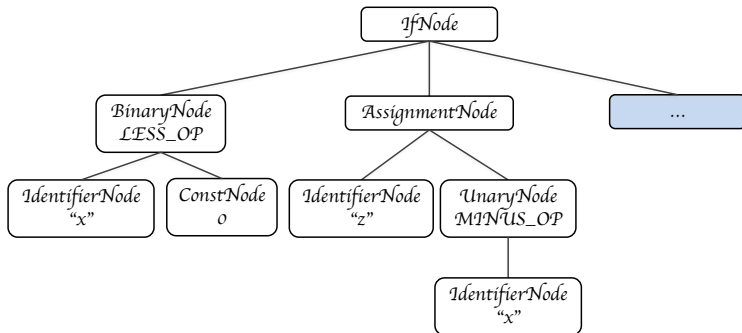 IfNode
BinaryNode
LESS_OP
AssignmentNode
...
IdentifierNode
"x"
ConstNode
0
IdentifierNode
"z"
UnaryNode
MINUS_OP
IdentifierNode
"x"